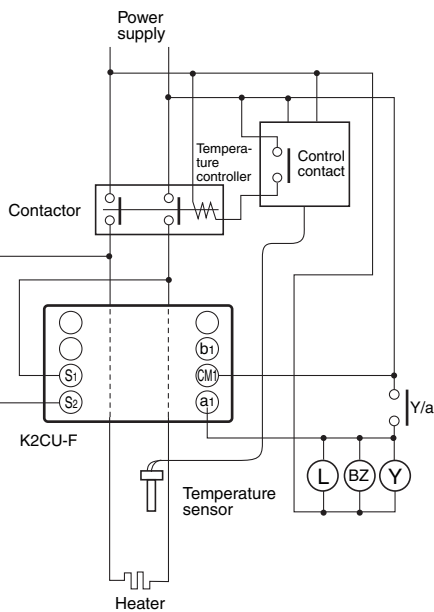 Power
supply
Tempera-
ture
controller
Control
contact
Contactor
b1
S1
CM1
S2
a1
Y/a
K2CU-F
L
BZ
Y
Temperature
sensor
Heater